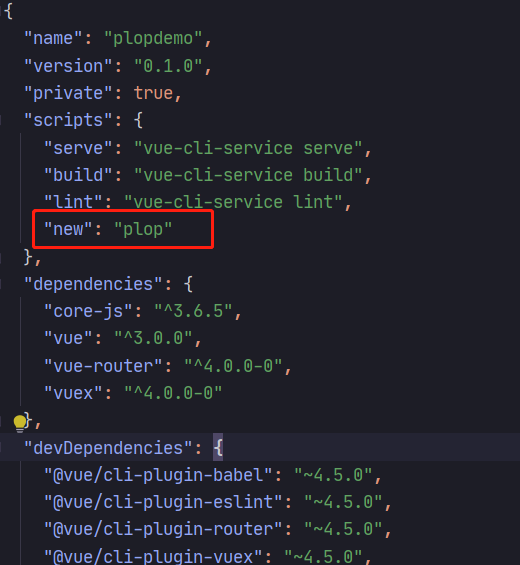 {
"name": "plopdemo",
"version": "0.1.0",
"private": true,
"scripts": {
"serve": "vue-cli-service serve",
"build": "vue-cli-service build",
"lint": "vue-cli-service lint",
"new": "plop"
},
"dependencies": {
"core-js": "^3.6.5",
"vue": "^3.0.0",
"vue-router": "^4.0.0-0",
"vuex": "^4.0.0-0"
},
"devDependencies": {
"@vue/cli-plugin-babel": "~4.5.0",
"@vue/cli-plugin-eslint": "~4.5.0",
"@vue/cli-plugin-router": "~4.5.0",
"@vue/cli-plugin-vuex": "~4.5.0",